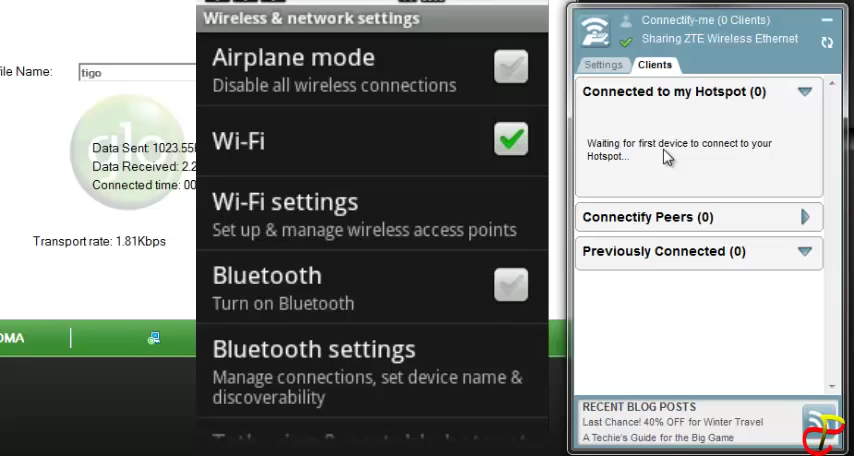 file Name:
tigo
glo
Data Sent: 1023.55
Data Received: 2.2
Connected time: 00
Transport rate: 1.81Kbps
DMA
Wireless & network settings
Airplane mode
Disable all wireless connections
Wi-Fi
Wi-Fi settings
Set up & manage wireless access points
Bluetooth
Turn on Bluetooth
Bluetooth settings
Manage connections, set device name &
discoverability
Connectify-me (0 Clients)
Sharing ZTE Wireless Ethernet
Settings
Clients
Connected to my Hotspot (0)
Waiting for first device to connect to your
Hotspot...
Connectify Peers (0)
Previously Connected (0)
RECENT BLOG POSTS
Last Chance! 40% OFF for Winter Travel
A Techie's Guide for the Big Game